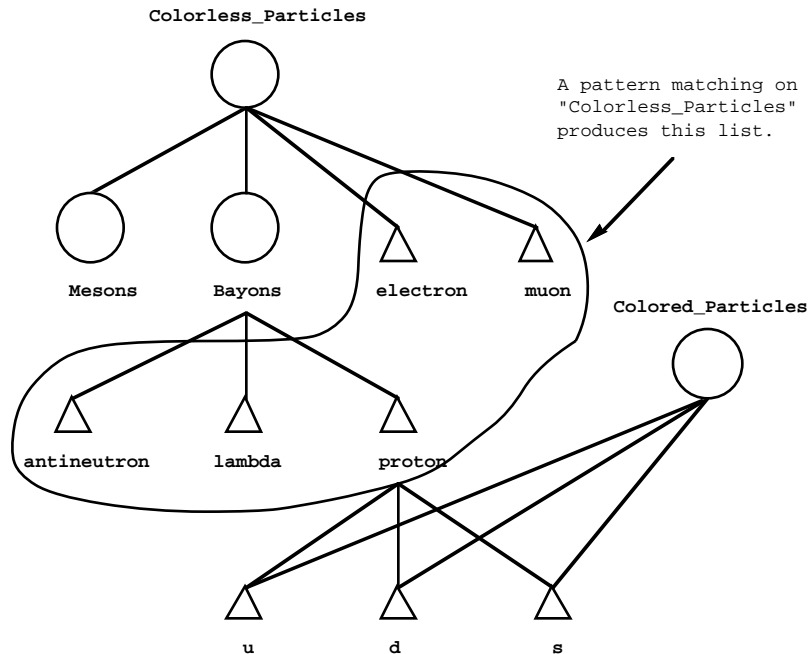 Colorless_Particles
A pattern matching on
"Colorless_Particles"
produces this list.
Mesons
Bayons
electron
muon
Colored_Particles
antineutron
lambda
proton
u
d
s